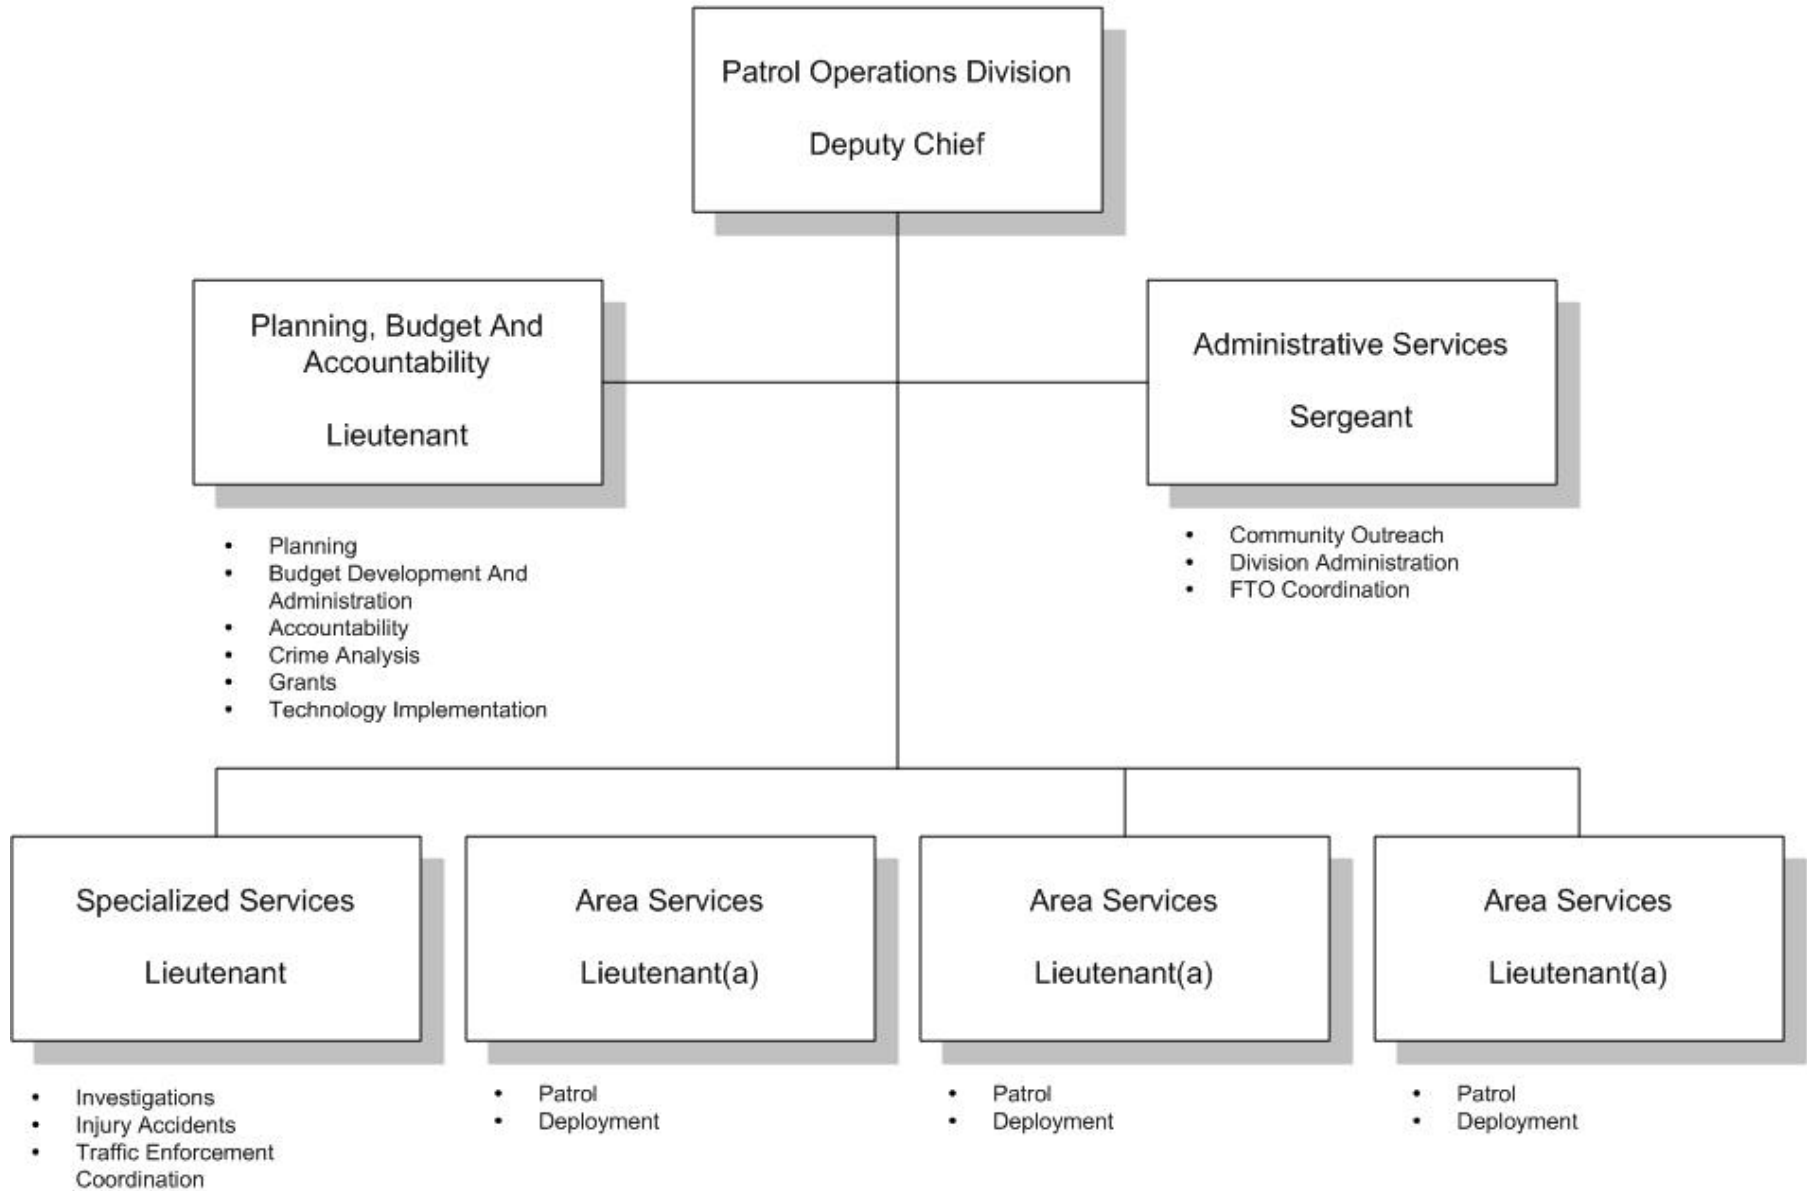 Patrol Operations Division
Deputy Chief
Planning, Budget And
Accountability
Lieutenant
• Planning
• Budget Development And
Administration
• Accountability
• Crime Analysis
• Grants
• Technology Implementation
Administrative Services
Sergeant
• Community Outreach
• Division Administration
• FTO Coordination
Specialized Services
Lieutenant
• Investigations
• Injury Accidents
• Traffic Enforcement
Coordination
Area Services
Lieutenant(a)
• Patrol
• Deployment
Area Services
Lieutenant(a)
• Patrol
• Deployment
Area Services
Lieutenant(a)
• Patrol
• Deployment